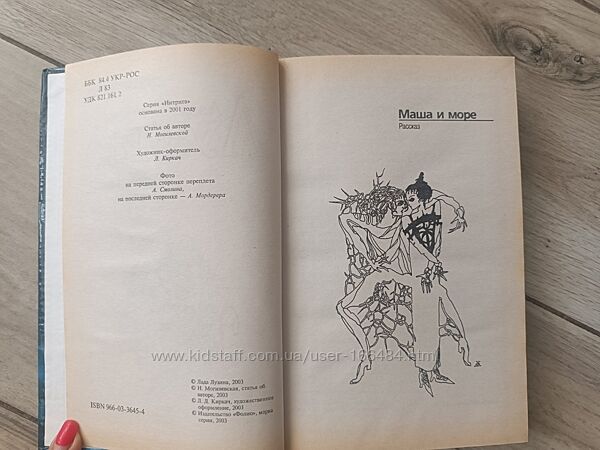 ББК 84.4 УКР-РОС
Л 83
УДК 821.161.2
Серия «Интрига»
основана в 2001 году
Статья об авторе
Н. Могилевской
Художник-оформитель
Л. Киркач
Фото
на передней сторонке переплета
А. Смолина,
на последней сторонке — А. Мордерера
© Лада Лузина, 2003
© Н. Могилевская, статья об
авторе, 2003
© Л. Д. Киркач, художественное
оформление, 2003
© Издательство «Фолио», марка
серии, 2003
ISBN 966-03-3645-4
Маша и море
Рассказ
www.kidstaff.com.ua/user-166484.html